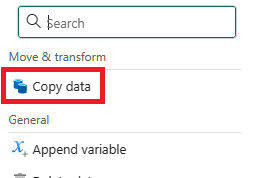 Search
Move & transform
Copy data
General
Append variable